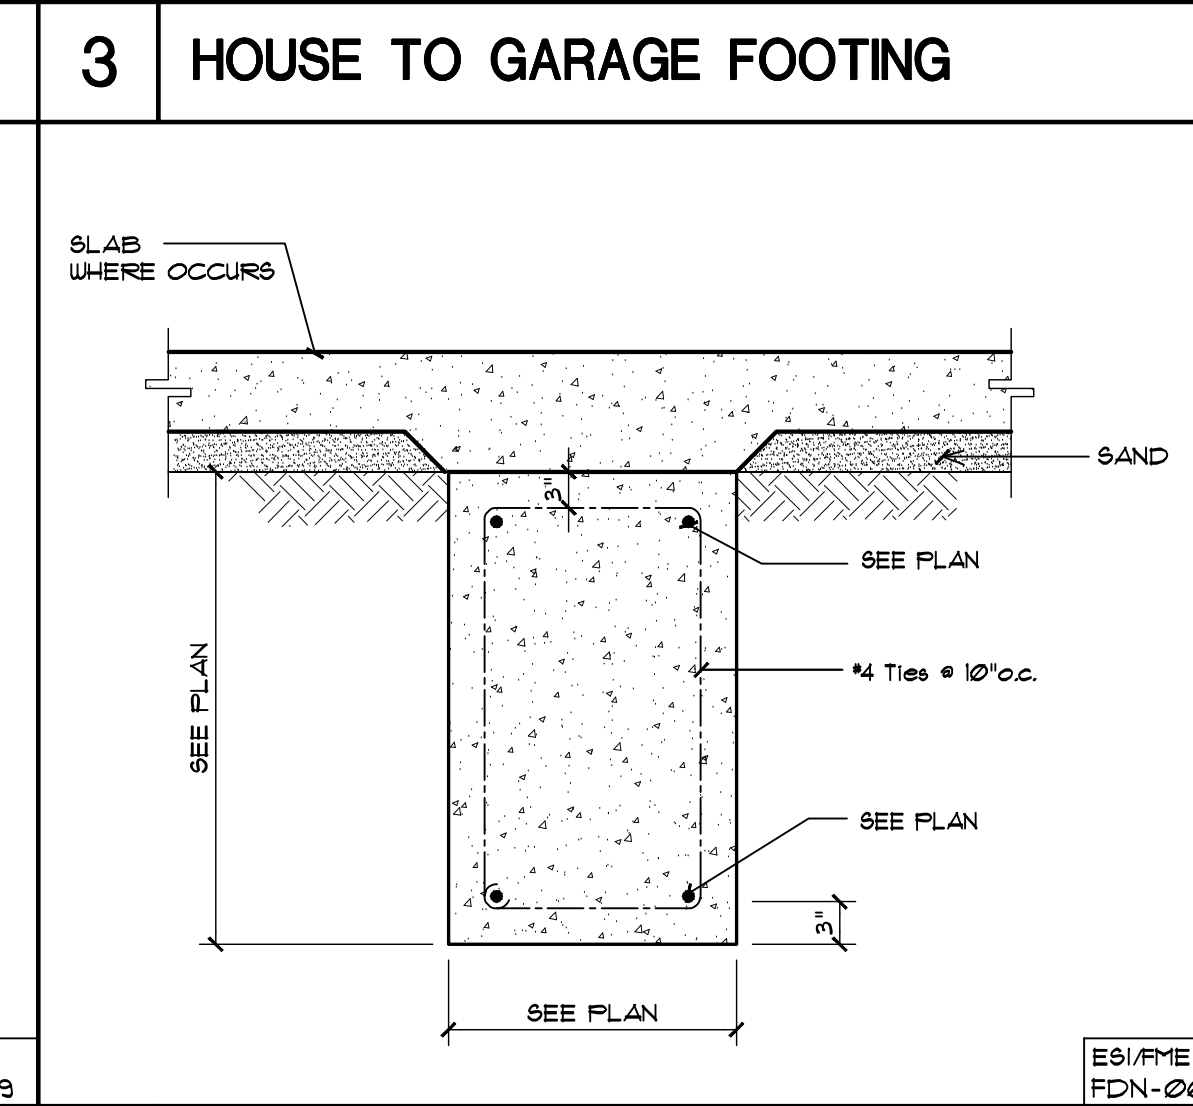 3 HOUSE TO GARAGE FOOTING
SLAB
WHERE OCCURS
SAND
3"
SEE PLAN
#4 Ties @ 10"o.c.
SEE PLAN
SEE PLAN
3"
SEE PLAN
ESI/FME
9